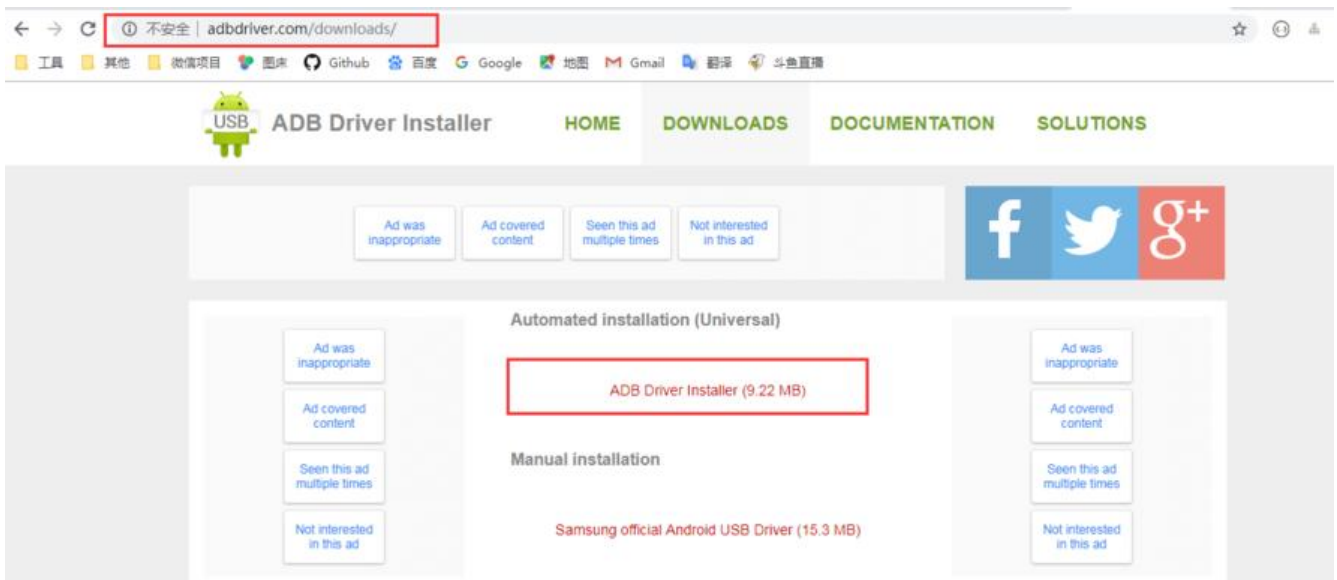 不安全 | adbdriver.com/downloads/
工具 其他 微信项目 图床 Github 百度 Google 地图 Gmail 翻译 斗鱼直播
USB ADB Driver Installer HOME DOWNLOADS DOCUMENTATION SOLUTIONS
Ad was inappropriate
Ad covered content
Seen this ad multiple times
Not interested in this ad
f g+
Automated installation (Universal)
Ad was
inappropriate
ADB Driver Installer (9.22 MB)
Ad was
inappropriate
Ad covered
content
Ad covered
content
Manual installation
Seen this ad
multiple times
Seen this ad
multiple times
Not interested
in this ad
Samsung official Android USB Driver (15.3 MB)
Not interested
in this ad